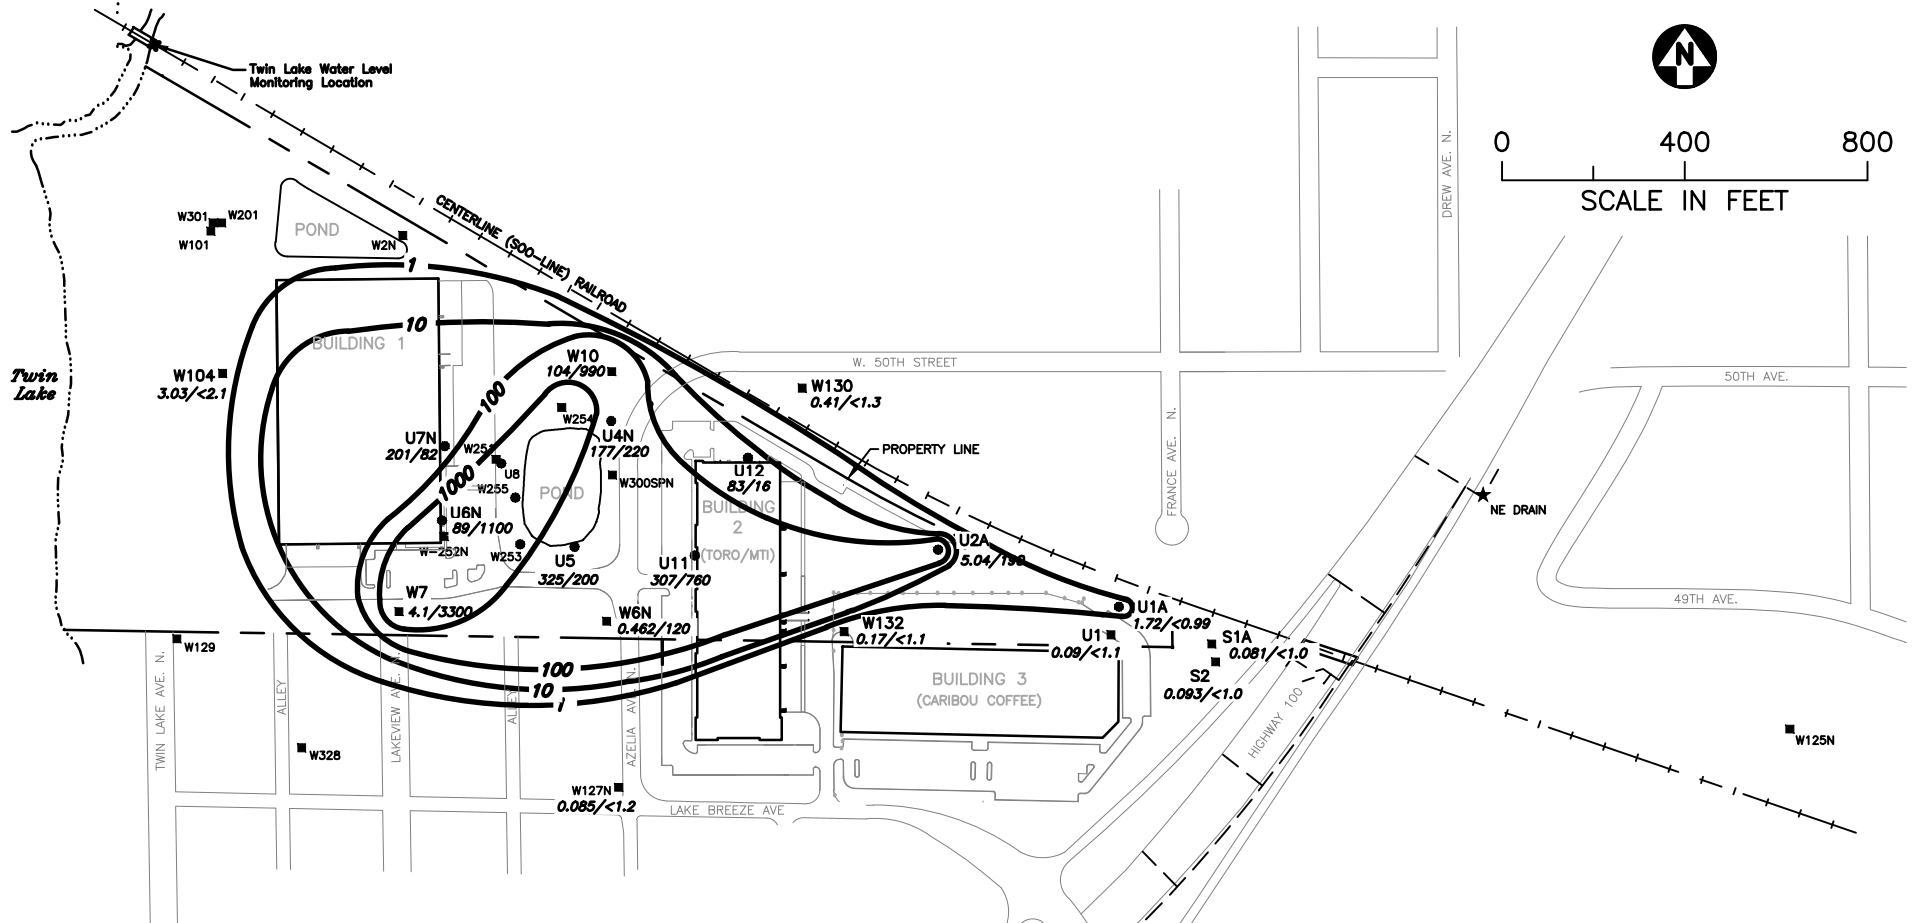 Twin Lake Water Level
Monitoring Location
N
0 400 800
SCALE IN FEET
DREW AVE. N.
CENTERLINE (SOO-LINE) RAILROAD
W301
W201
W101
POND
W2N
1
10
BUILDING 1
W. 50TH STREET
50TH AVE.
Twin
Lake
W104
3.03/<2.1
W10
104/990
100
W130
0.41/<1.3
W254
FRANCE AVE. N.
U7N
201/82
U4N
177/220
PROPERTY LINE
W251
U8
1000
U12
83/16
W255
POND
W300SPN
BUILDING
2
(TORO/MTI)
NE DRAIN
U6N
89/1100
W-252N
W253
U5
325/200
U11
307/760
U2A
5.04/190
W7
4.1/3300
W6N
0.462/120
49TH AVE.
U1A
1.72/<0.99
W132
0.17/<1.1
U1
0.09/<1.1
S1A
0.081/<1.0
S2
0.093/<1.0
W129
100
10
1
BUILDING 3
(CARIBOU COFFEE)
TWIN LAKE AVE. N.
ALLEY
LAKEVIEW AVE. N.
ALLEY
AZELIA AVE. N.
HIGHWAY 100
W328
W125N
W127N
0.085/<1.2
LAKE BREEZE AVE